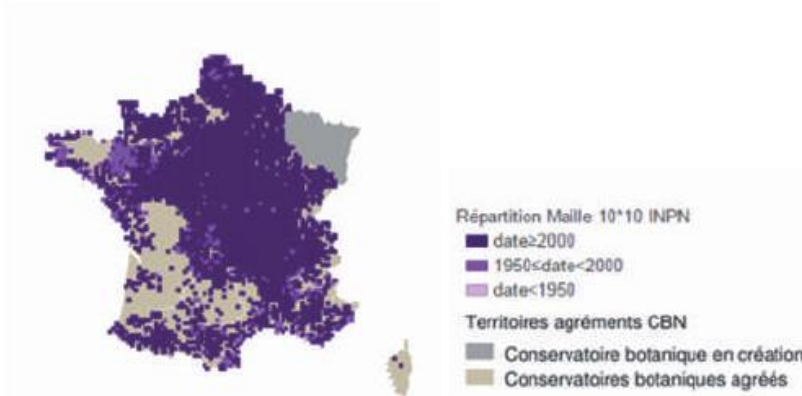 Répartition Maille 10*10 INPN
date≥2000
1950≤date<2000
date<1950
Territoires agréments CBN
Conservatoire botanique en création
Conservatoires botaniques agréés